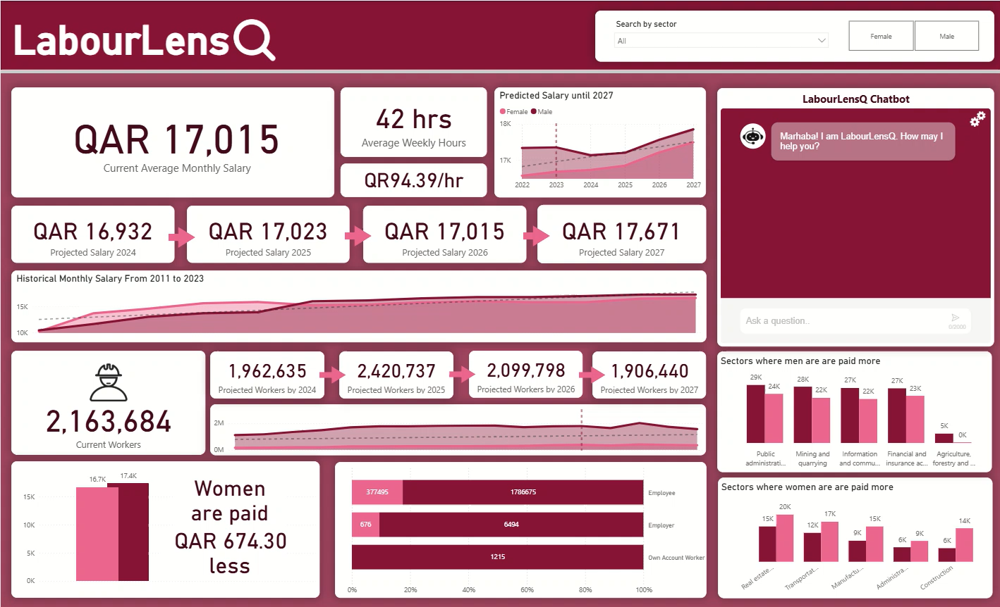 LabourLens
Search by sector
All
Female
Male
QAR 17,015
Current Average Monthly Salary
42 hrs
Average Weekly Hours
QR94.39/hr
Predicted Salary until 2027
Female Male
18K
17K
2022 2023 2024 2025 2026 2027
LabourLensQ Chatbot
Marhaba! I am LabourLensQ. How may I
help you?
Ask a question..
0/2000
QAR 16,932
Projected Salary 2024
QAR 17,023
Projected Salary 2025
QAR 17,015
Projected Salary 2026
QAR 17,671
Projected Salary 2027
Historical Monthly Salary From 2011 to 2023
15K
10K
2,163,684
Current Workers
1,962,635
Projected Workers by 2024
2,420,737
Projected Workers by 2025
2,099,798
Projected Workers by 2026
1,906,440
Projected Workers by 2027
2M
0M
Sectors where men are are paid more
29K 24K 28K 22K 27K 22K 27K 23K 5K 0K
Public
administrati...
Mining and
quarrying
Information
and commu...
Financial and
insurance ac...
Agriculture,
forestry and ...
16.7K 17.4K
15K
10K
5K
0K
Women
are paid
QAR 674.30
less
377495 1786675 Employee
676 6494 Employer
1215 Own Account Worker
0% 20% 40% 60% 80% 100%
Sectors where women are are paid more
15K 20K 12K 17K 9K 15K 6K 9K 6K 14K
Real estate...
Transportat...
Manufactu...
Administra...
Construction